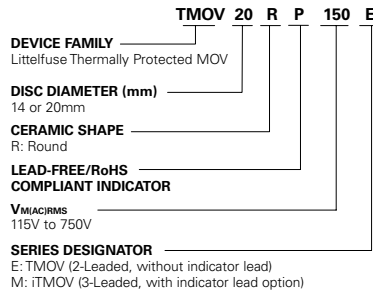 TMOV 20 R P 150 E
DEVICE FAMILY
Littelfuse Thermally Protected MOV
DISC DIAMETER (mm)
14 or 20mm
CERAMIC SHAPE
R: Round
LEAD-FREE/RoHS
COMPLIANT INDICATOR
VM(AC)RMS
115V to 750V
SERIES DESIGNATOR
E: TMOV (2-Leaded, without indicator lead)
M: iTMOV (3-Leaded, with indicator lead option)